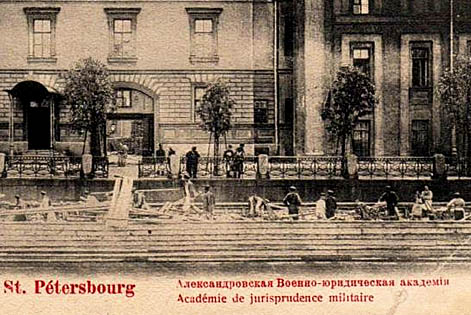 St. Pétersbourg
Александровская Военно-юридическая академія
Académie de jurisprudence militaire